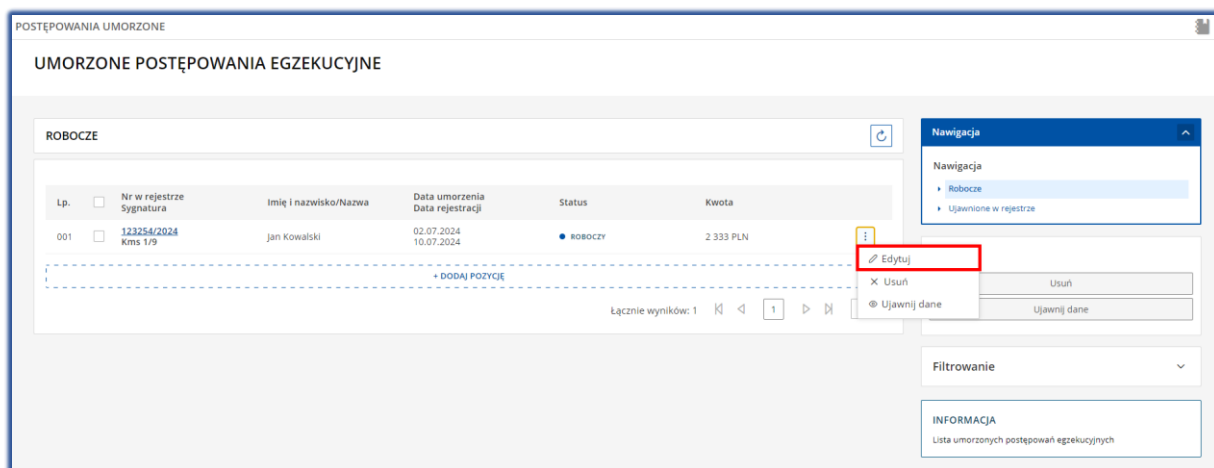 POSTĘPOWANIA UMORZONE
UMORZONE POSTĘPOWANIA EGZEKUCYJNE
ROBOCZE
Lp.
Nr w rejestrze
Sygnatura
Imię i nazwisko/Nazwa
Data umorzenia
Data rejestracji
Status
Kwota
001
123254/2024
Kms 1/9
Jan Kowalski
02.07.2024
10.07.2024
ROBOCZY
2 333 PLN
+ DODAJ POZYCJĘ
Łącznie wyników: 1
1
Edytuj
Usuń
Ujawnij dane
Nawigacja
Nawigacja
Robocze
Ujawnione w rejestrze
Usuń
Ujawnij dane
Filtrowanie
INFORMACJA
Lista umorzonych postępowań egzekucyjnych